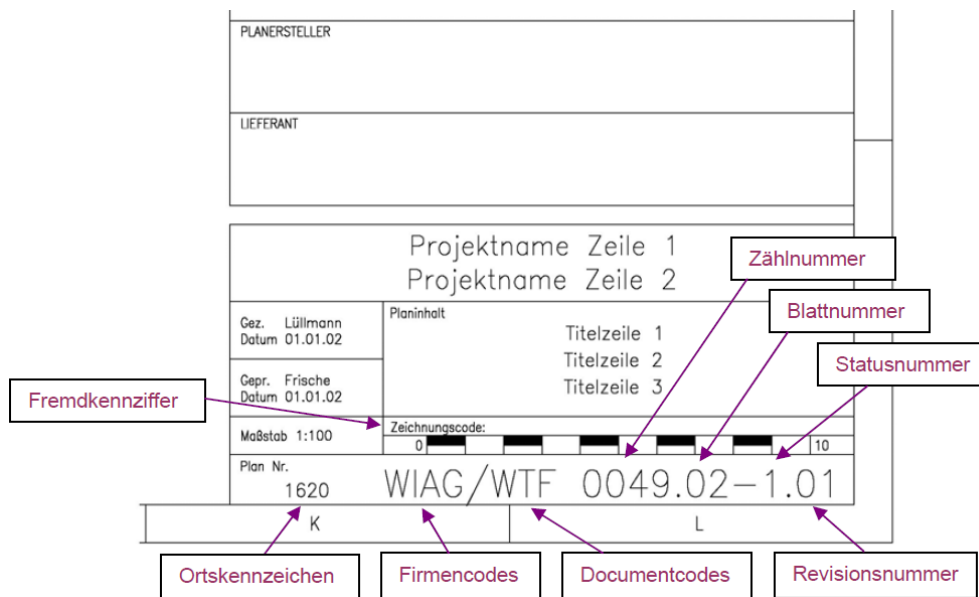 PLANERSTELLER
LIEFERANT
Projektname Zeile 1
Projektname Zeile 2
Zählnummer
Blattnummer
Statusnummer
Gez. Lüllmann
Datum 01.01.02
Planinhalt
Titelzeile 1
Titelzeile 2
Titelzeile 3
Gepr. Frische
Datum 01.01.02
Fremdkennziffer
Maßstab 1:100
Zeichnungscode:
0 10
Plan Nr.
1620 WIAG/WTF 0049.02-1.01
K L
Ortskennzeichen Firmencodes Documentcodes Revisionsnummer